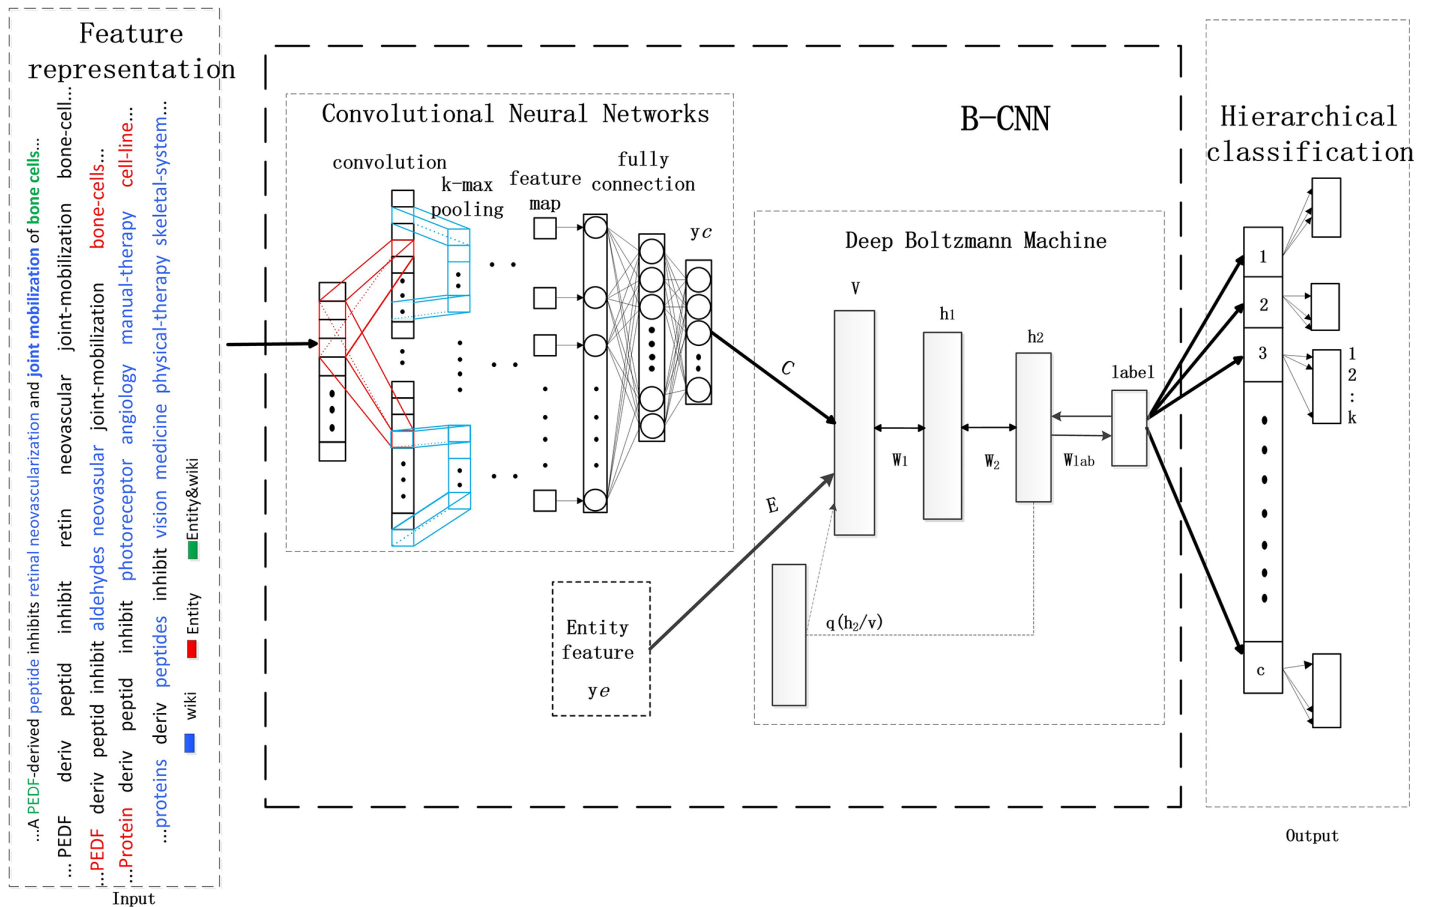 Feature
representation
...A PEDF-derived peptide inhibits retinal neovascularization and joint mobilization of bone cells...
... PEDF deriv peptid inhibit retin neovascular joint-mobilization bone-cell...
...PEDF deriv peptid inhibit aldehydes neovasular joint-mobilization bone-cells...
...Protein deriv peptid inhibit photoreceptor angiology manual-therapy cell-line...
...proteins deriv peptides inhibit vision medicine physical-therapy skeletal-system...
wiki Entity Entity&wiki
Input
B-CNN
Convolutional Neural Networks
convolution
k-max
pooling
feature
map
fully
connection
yc
C
E
Entity
feature
ye
Deep Boltzmann Machine
V
h1
h2
label
W1
W2
Wlab
q(h2/v)
Hierarchical
classification
1
2
3
c
1
2
:
k
Output